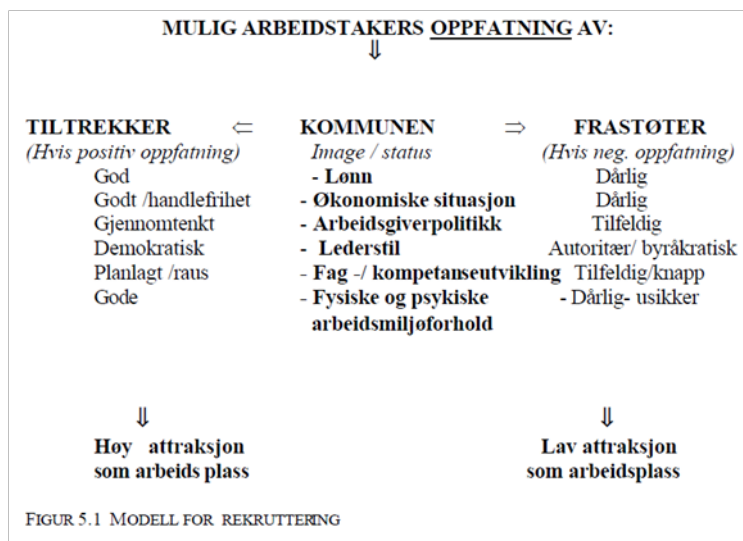 MULIG ARBEIDSTAKERS OPPFATNING AV:
⇓
TILTREKKER ⇐ KOMMUNEN ⇒ FRASTØTER
(Hvis positiv oppfatning) Image / status (Hvis neg. oppfatning)
God - Lønn Dårlig
Godt /handlefrihet - Økonomiske situasjon Dårlig
Gjennomtenkt - Arbeidsgiverpolitikk Tilfeldig
Demokratisk - Lederstil Autoritær/ byråkratisk
Planlagt /raus - Fag -/ kompetanseutvikling Tilfeldig/knapp
Gode - Fysiske og psykiske - Dårlig- usikker
arbeidsmiljøforhold
⇓ ⇓
Høy attraksjon Lav attraksjon
som arbeids plass som arbeidsplass
FIGUR 5.1 MODELL FOR REKRUTTERING